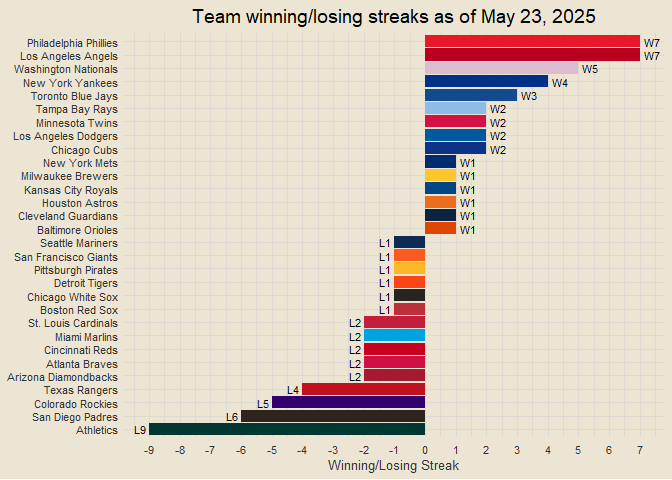 Team winning/losing streaks as of May 23, 2025
Philadelphia Phillies W7
Los Angeles Angels W7
Washington Nationals W5
New York Yankees W4
Toronto Blue Jays W3
Tampa Bay Rays W2
Minnesota Twins W2
Los Angeles Dodgers W2
Chicago Cubs W2
New York Mets W1
Milwaukee Brewers W1
Kansas City Royals W1
Houston Astros W1
Cleveland Guardians W1
Baltimore Orioles W1
Seattle Mariners L1
San Francisco Giants L1
Pittsburgh Pirates L1
Detroit Tigers L1
Chicago White Sox L1
Boston Red Sox L1
St. Louis Cardinals L2
Miami Marlins L2
Cincinnati Reds L2
Atlanta Braves L2
Arizona Diamondbacks L2
Texas Rangers L4
Colorado Rockies L5
San Diego Padres L6
Athletics L9
-9 -8 -7 -6 -5 -4 -3 -2 -1 0 1 2 3 4 5 6 7
Winning/Losing Streak